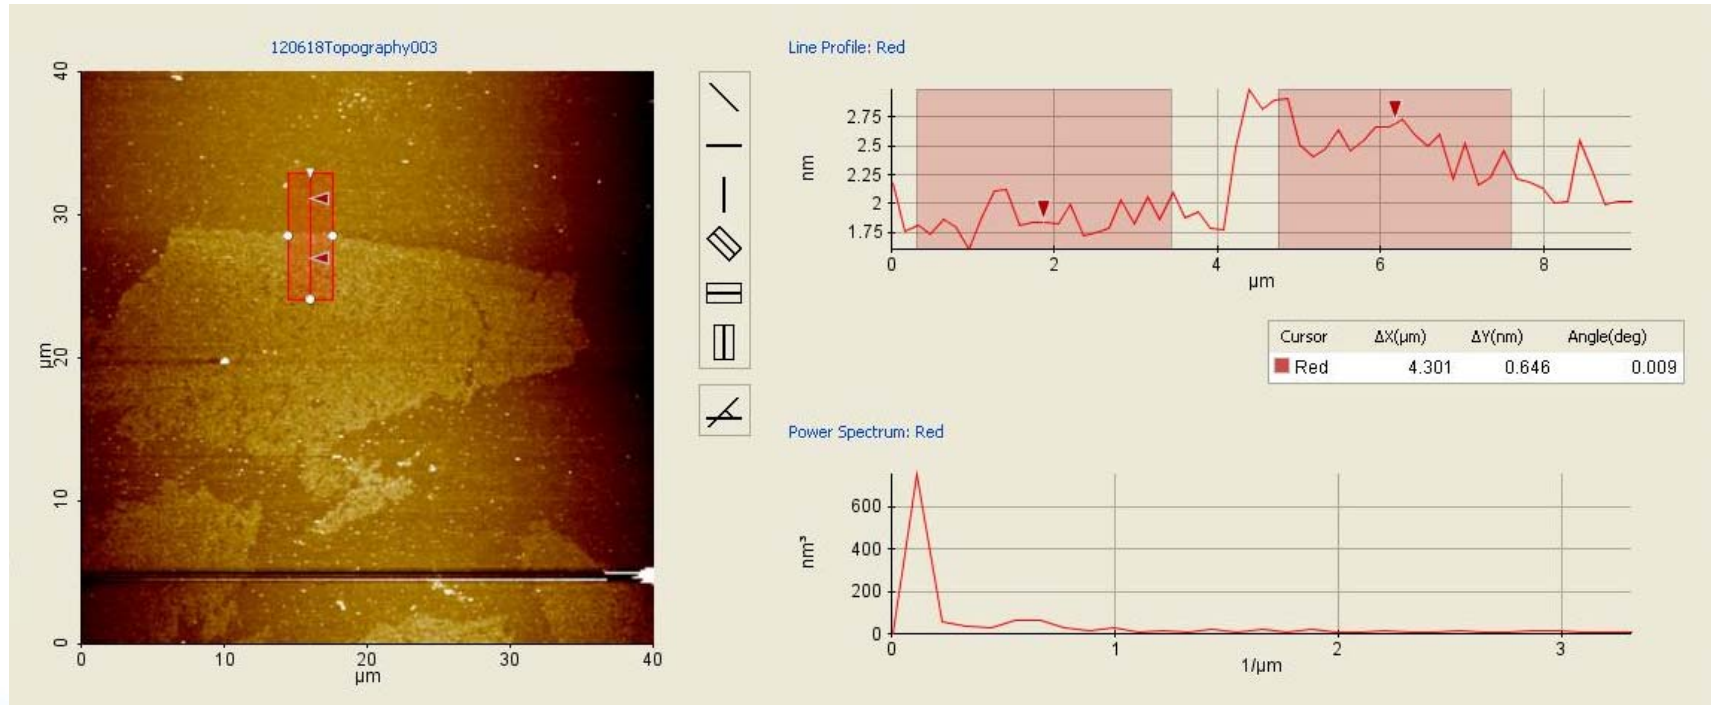 120618Topography003
40
30
20
10
0
µm
0 10 20 30 40
µm
Line Profile: Red
2.75
2.5
2.25
2
1.75
nm
0 2 4 6 8
µm
Cursor ΔX(µm) ΔY(nm) Angle(deg)
Red 4.301 0.646 0.009
Power Spectrum: Red
600
400
200
0
nm³
0 1 2 3
1/µm